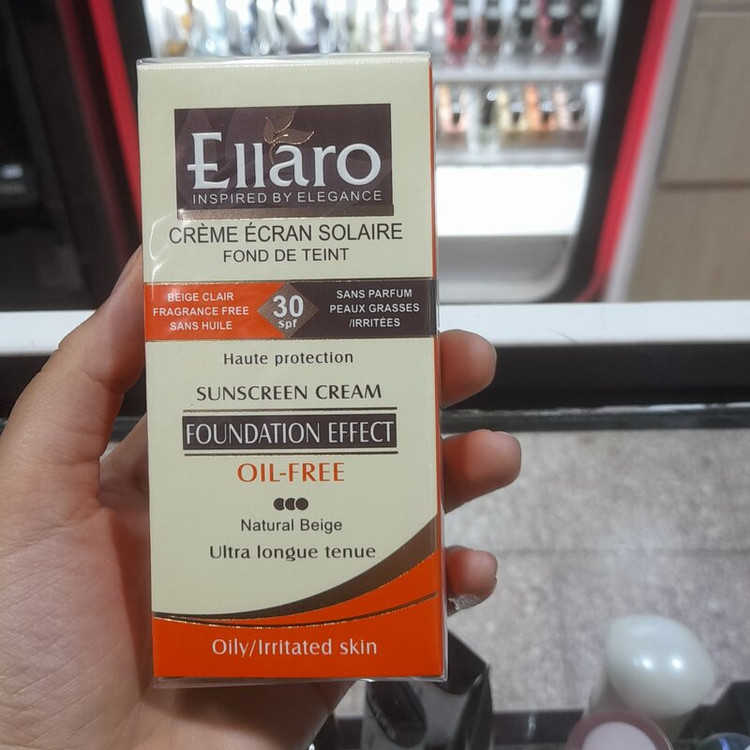 Ellaro
INSPIRED BY ELEGANCE
CRÈME ÉCRAN SOLAIRE
FOND DE TEINT
BEIGE CLAIR
FRAGRANCE FREE
SANS HUILE
30
spf
SANS PARFUM
PEAUX GRASSES
/IRRITÉES
Haute protection
SUNSCREEN CREAM
FOUNDATION EFFECT
OIL-FREE
Natural Beige
Ultra longue tenue
Oily/Irritated skin